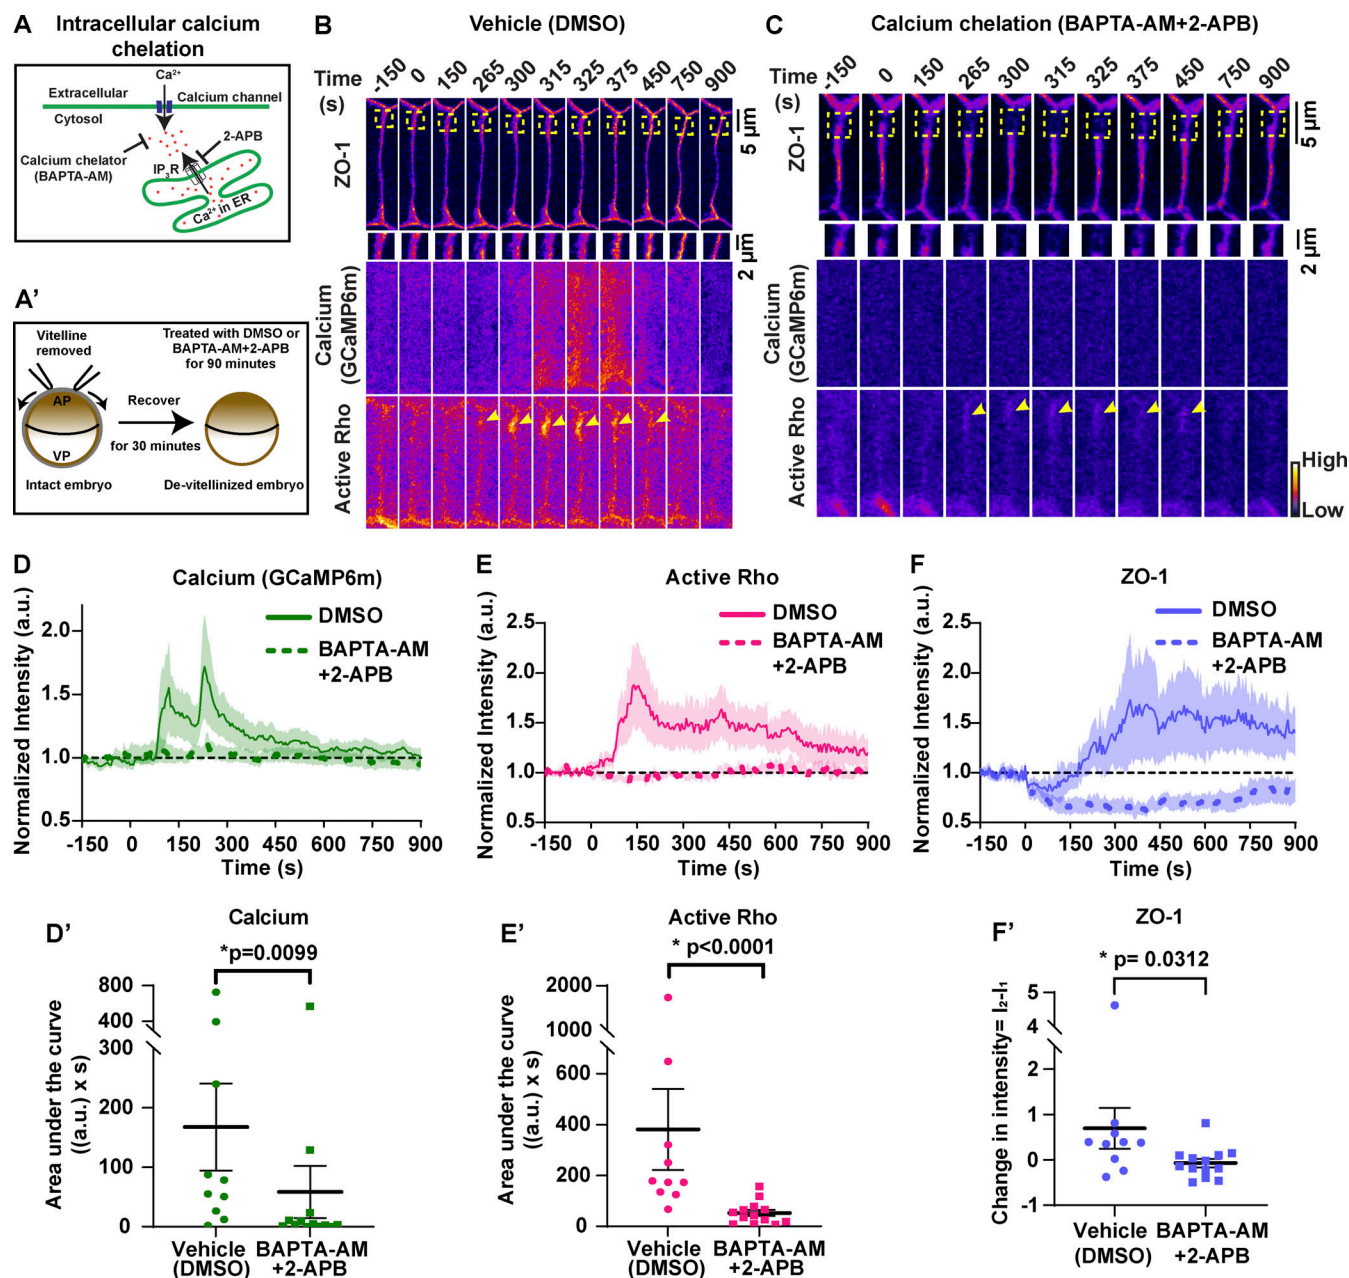 A
Intracellular calcium
chelation
Ca²⁺
Extracellular
Calcium channel
Cytosol
2-APB
Calcium chelator
(BAPTA-AM)
IP₃R
Ca²⁺ in ER
A'
Vitelline
removed
Treated with DMSO or
BAPTA-AM+2-APB
for 90 minutes
AP
Recover
for 30 minutes
VP
Intact embryo
De-vitellinized embryo
B
Vehicle (DMSO)
Time
(s)
-150 0 150 265 300 315 325 375 450 750 900
ZO-1
5 µm
2 µm
Calcium
(GCaMP6m)
Active Rho
C
Calcium chelation (BAPTA-AM+2-APB)
Time
(s)
-150 0 150 265 300 315 325 375 450 750 900
ZO-1
5 µm
2 µm
Calcium
(GCaMP6m)
Active Rho
High
Low
D
Calcium (GCaMP6m)
DMSO
BAPTA-AM
+2-APB
Normalized Intensity (a.u.)
2.0
1.5
1.0
0.5
-150 0 150 300 450 600 750 900
Time (s)
E
Active Rho
DMSO
BAPTA-AM
+2-APB
Normalized Intensity (a.u.)
2.5
2.0
1.5
1.0
0.5
-150 0 150 300 450 600 750 900
Time (s)
F
ZO-1
DMSO
BAPTA-AM
+2-APB
Normalized Intensity (a.u.)
2.5
2.0
1.5
1.0
0.5
-150 0 150 300 450 600 750 900
Time (s)
D'
Calcium
*p=0.0099
Area under the curve
((a.u.) x s)
800
400
300
200
100
0
Vehicle
(DMSO)
BAPTA-AM
+2-APB
E'
Active Rho
* p<0.0001
Area under the curve
((a.u.) x s)
2000
1000
600
400
200
0
Vehicle
(DMSO)
BAPTA-AM
+2-APB
F'
ZO-1
* p= 0.0312
Change in intensity= I₂-I₁
5
4
2
1
0
-1
Vehicle
(DMSO)
BAPTA-AM
+2-APB